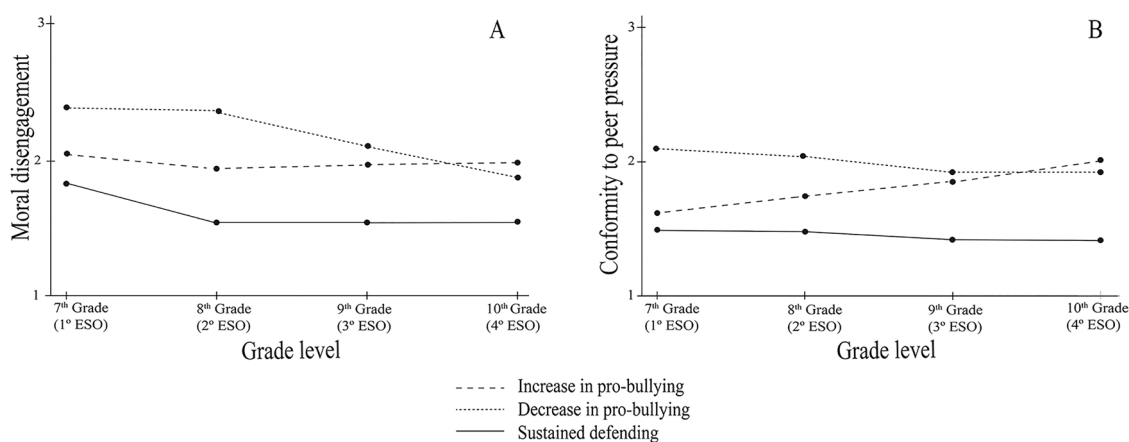 A
3
2
1
Moral disengagement
7th Grade
(1º ESO)
8th Grade
(2º ESO)
9th Grade
(3º ESO)
10th Grade
(4º ESO)
Grade level
B
3
2
1
Conformity to peer pressure
7th Grade
(1º ESO)
8th Grade
(2º ESO)
9th Grade
(3º ESO)
10th Grade
(4º ESO)
Grade level
Increase in pro-bullying
Decrease in pro-bullying
Sustained defending